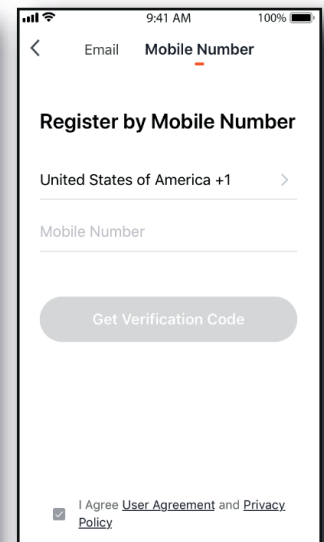 9:41 AM 100%
Email Mobile Number
Register by Mobile Number
United States of America +1
Mobile Number
Get Verification Code
I Agree User Agreement and Privacy
Policy